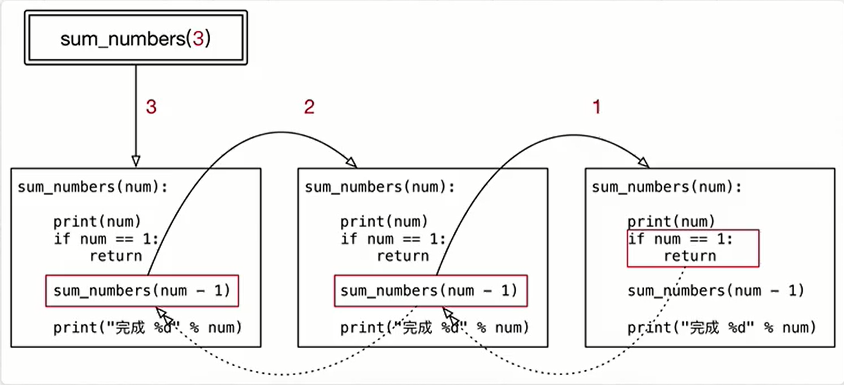 sum_numbers(3)
3
2
1
sum_numbers(num):
print(num)
if num == 1:
return
sum_numbers(num - 1)
print("完成 %d" % num)
sum_numbers(num):
print(num)
if num == 1:
return
sum_numbers(num - 1)
print("完成 %d" % num)
sum_numbers(num):
print(num)
if num == 1:
return
sum_numbers(num - 1)
print("完成 %d" % num)